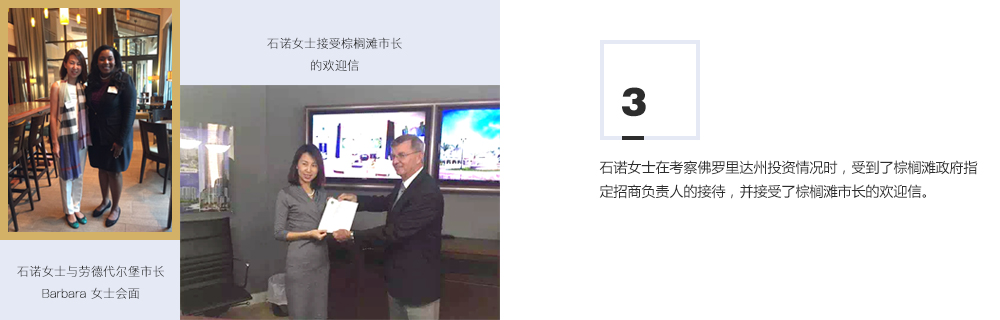 石诺女士接受棕榈滩市长
的欢迎信
石诺女士与劳德代尔堡市长
Barbara 女士会面
3
石诺女士在考察佛罗里达州投资情况时，受到了棕榈滩政府指
定招商负责人的接待，并接受了棕榈滩市长的欢迎信。